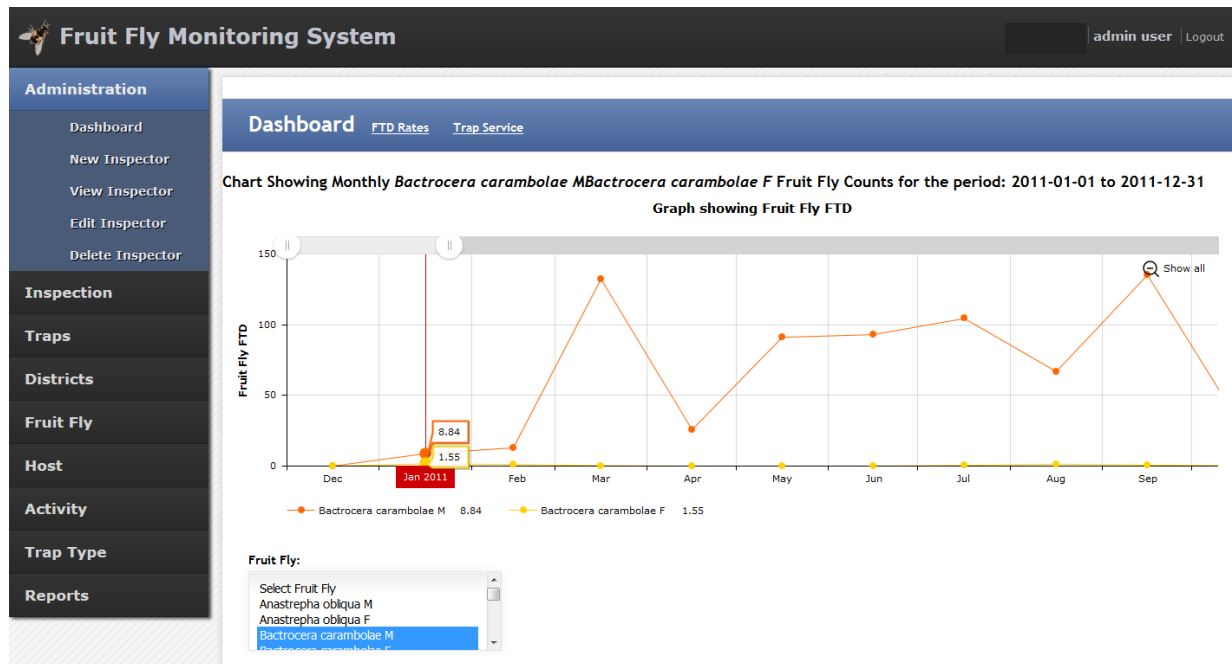 Fruit Fly Monitoring System
admin user
Logout
Administration
Dashboard
New Inspector
View Inspector
Edit Inspector
Delete Inspector
Inspection
Traps
Districts
Fruit Fly
Host
Activity
Trap Type
Reports
Dashboard FTD Rates Trap Service
Chart Showing Monthly Bactrocera carambolae MBactrocera carambolae F Fruit Fly Counts for the period: 2011-01-01 to 2011-12-31
Graph showing Fruit Fly FTD
Show all
Fruit Fly FTD
150
100
50
0
8.84
1.55
Dec Jan 2011 Feb Mar Apr May Jun Jul Aug Sep
Bactrocera carambolae M 8.84 Bactrocera carambolae F 1.55
Fruit Fly:
Select Fruit Fly
Anastrepha obliqua M
Anastrepha obliqua F
Bactrocera carambolae M
Bactrocera carambolae F